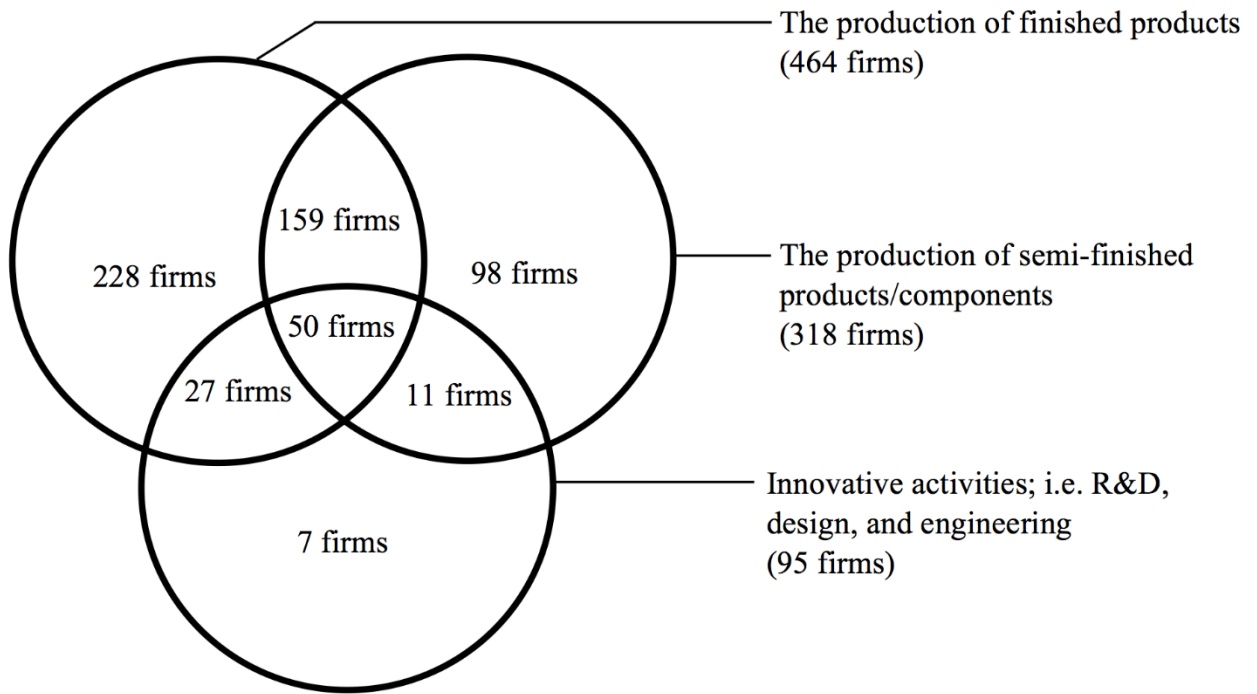 The production of finished products
(464 firms)
159 firms
228 firms
98 firms
The production of semi-finished
products/components
(318 firms)
50 firms
27 firms
11 firms
Innovative activities; i.e. R&D,
design, and engineering
(95 firms)
7 firms